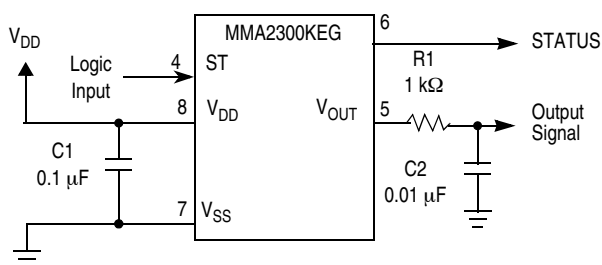 MMA2300KEG
6
V_DD
STATUS
Logic
Input
4
ST
R1
1 kΩ
8
V_DD
V_OUT
5
Output
Signal
C1
0.1 μF
C2
0.01 μF
7
V_SS